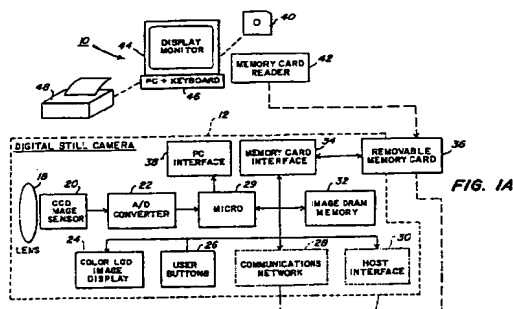 10
44
DISPLAY
MONITOR
40
MEMORY CARD
READER
42
PC + KEYBOARD
46
48
12
DIGITAL STILL CAMERA
38
PC
INTERFACE
MEMORY CARD
INTERFACE
34
REMOVABLE
MEMORY CARD
36
FIG. 1A
18
LENS
20
CCD
IMAGE
SENSOR
22
A/D
CONVERTER
29
MICRO
32
IMAGE DRAM
MEMORY
24
COLOR LCD
IMAGE
DISPLAY
26
USER
BUTTONS
28
COMMUNICATIONS
NETWORK
30
HOST
INTERFACE